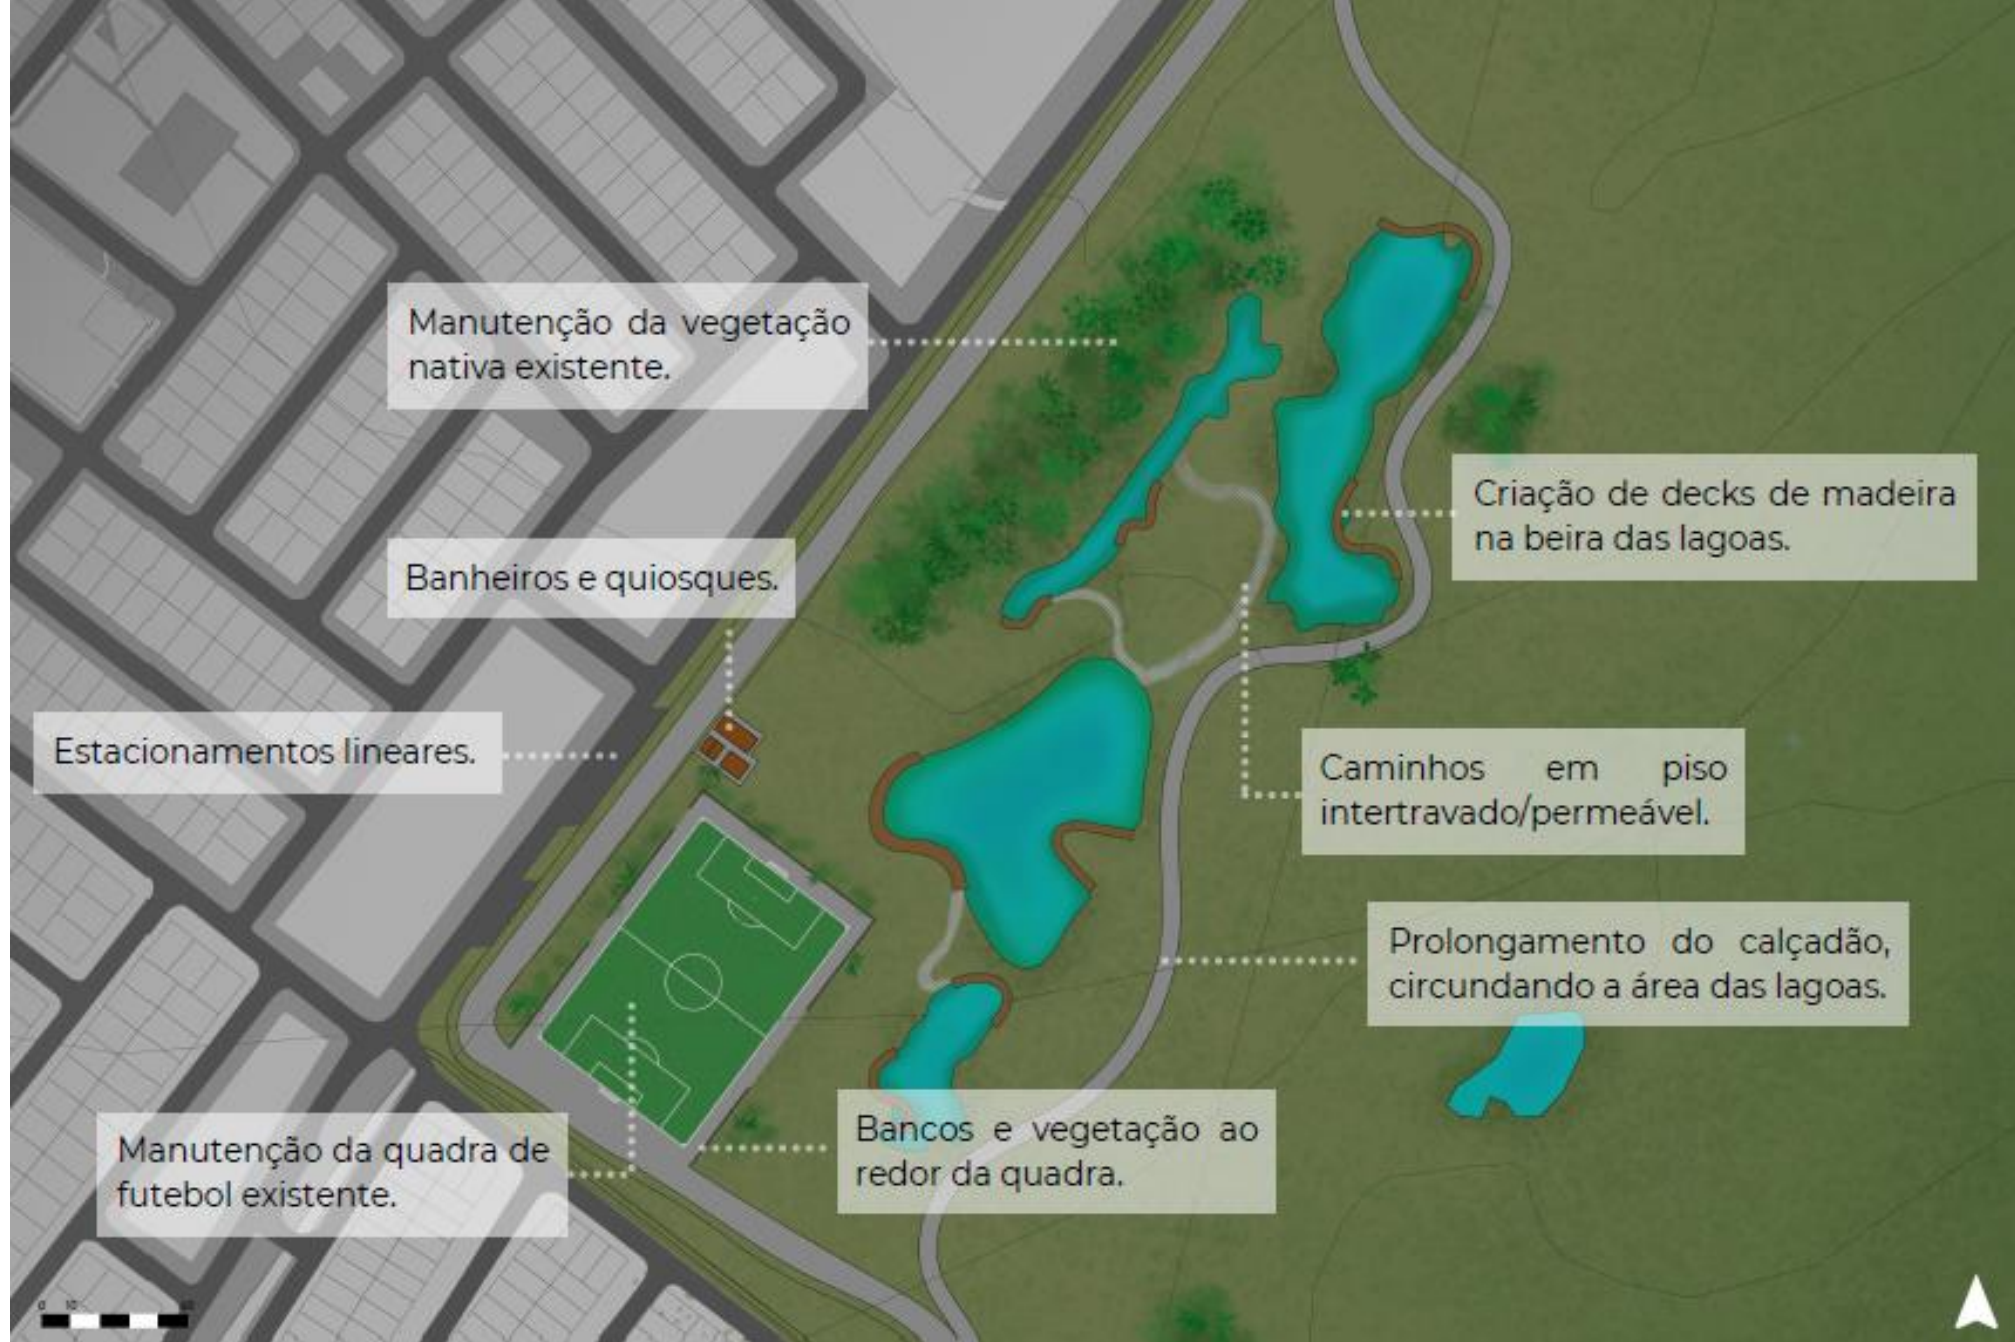 Manutenção da vegetação
nativa existente.
Criação de decks de madeira
na beira das lagoas.
Banheiros e quiosques.
Estacionamentos lineares.
Caminhos em piso
intertravado/permeável.
Prolongamento do calçadão,
circundando a área das lagoas.
Manutenção da quadra de
futebol existente.
Bancos e vegetação ao
redor da quadra.
0 10